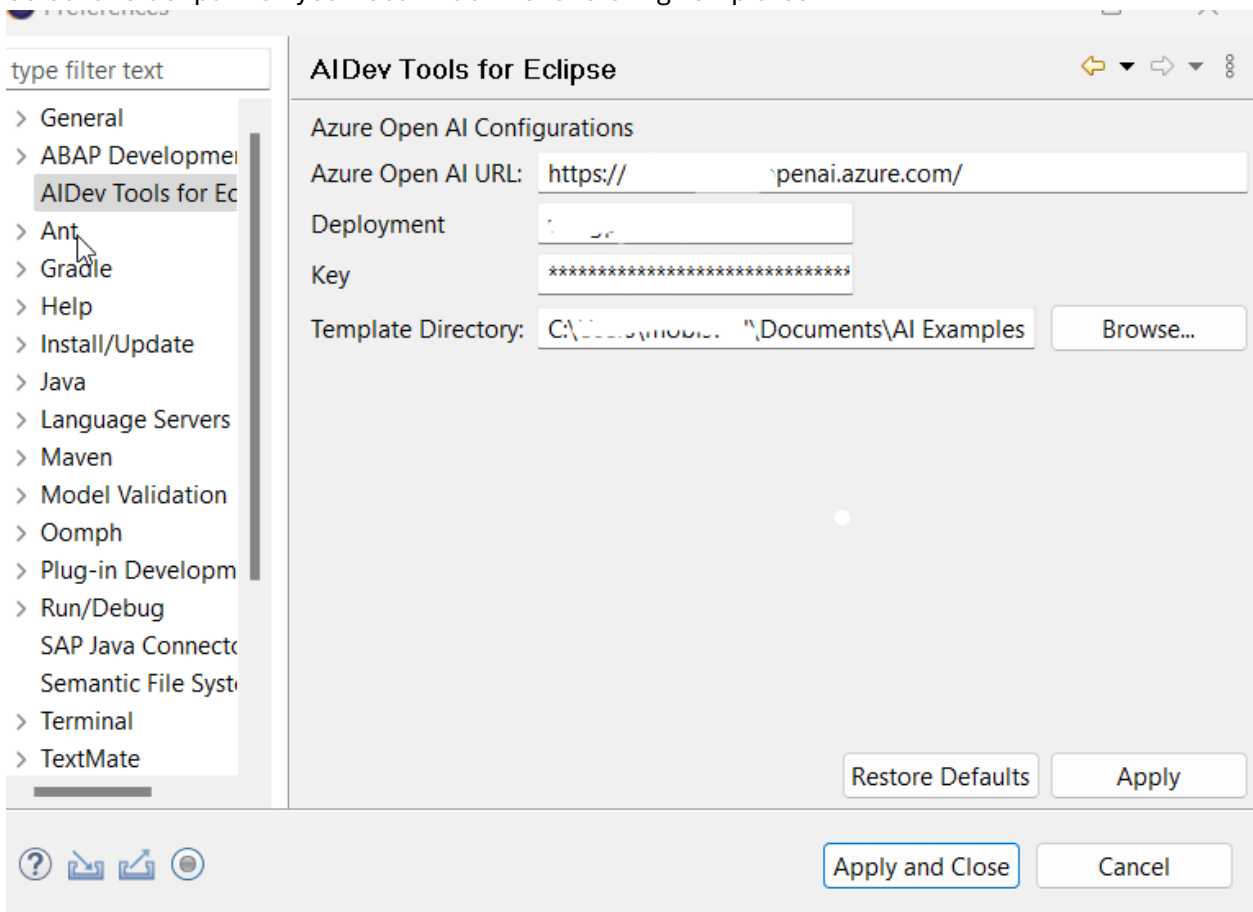 type filter text
AIDev Tools for Eclipse
General
ABAP Developmer
AIDev Tools for Ec
Ant
Gradle
Help
Install/Update
Java
Language Servers
Maven
Model Validation
Oomph
Plug-in Developm
Run/Debug
SAP Java Connecto
Semantic File Syste
Terminal
TextMate
Azure Open AI Configurations
Azure Open AI URL: https:// penai.azure.com/
Deployment
Key ********************************
Template Directory: C:\ "\Documents\AI Examples Browse...
Restore Defaults Apply
Apply and Close Cancel